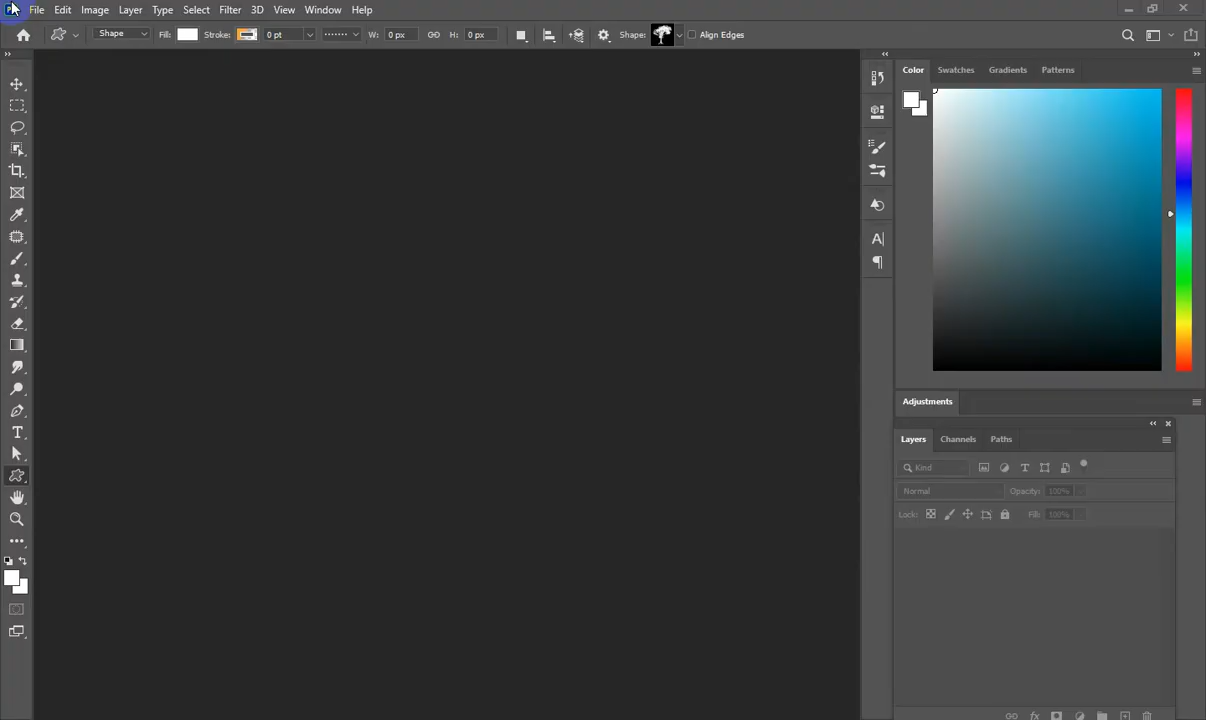 File Edit Image Layer Type Select Filter 3D View Window Help
Shape Fill: Stroke: 0 pt W: 0 px H: 0 px Shape: Align Edges
Color Swatches Gradients Patterns
Adjustments
Layers Channels Paths
Kind
Normal Opacity: 100%
Lock: Fill: 100%